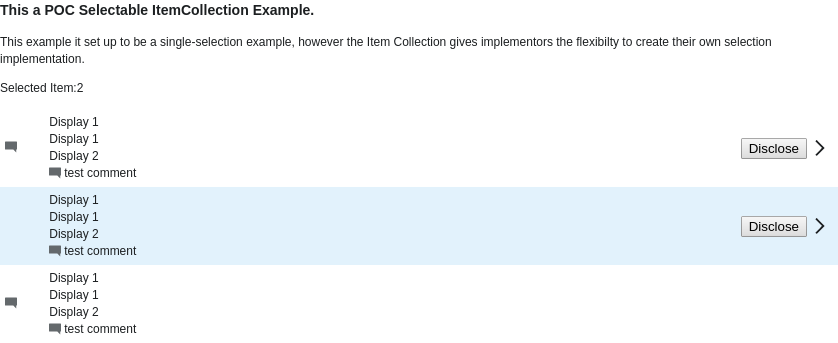 This a POC Selectable ItemCollection Example.
This example it set up to be a single-selection example, however the Item Collection gives implementors the flexibilty to create their own selection
implementation.
Selected Item:2
Display 1
Display 1
Display 2
test comment
Disclose
Display 1
Display 1
Display 2
test comment
Disclose
Display 1
Display 1
Display 2
test comment